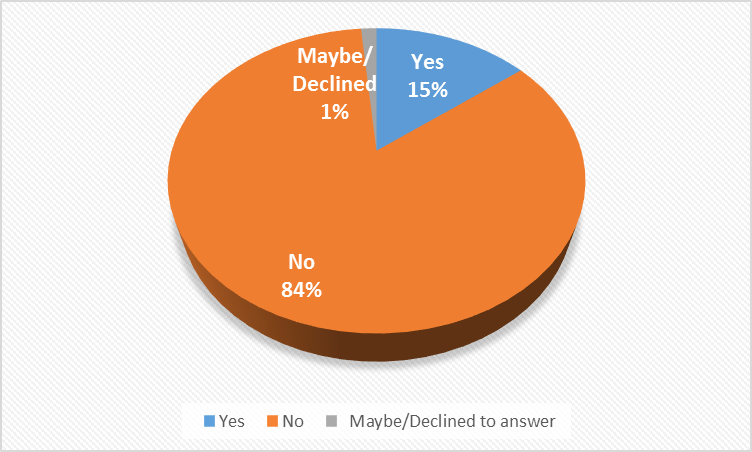 Maybe/
Declined
1%
Yes
15%
No
84%
Yes No Maybe/Declined to answer